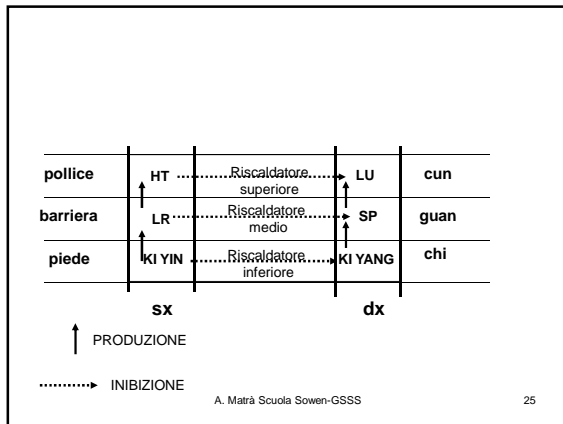 pollice HT Riscaldatore superiore LU cun
barriera LR Riscaldatore medio SP guan
piede KI YIN Riscaldatore inferiore KI YANG chi
sx dx
PRODUZIONE
INIBIZIONE
A. Matrà Scuola Sowen-GSSS 25